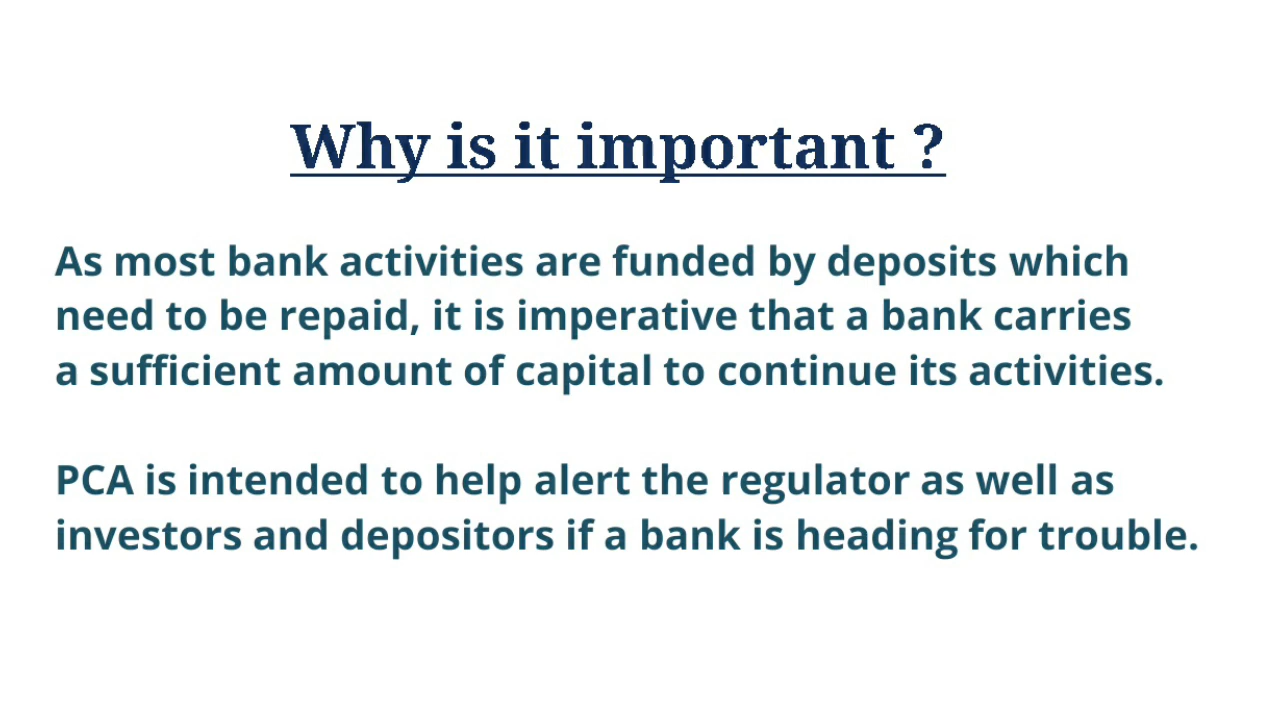 Why is it important ?
As most bank activities are funded by deposits which
need to be repaid, it is imperative that a bank carries
a sufficient amount of capital to continue its activities.
PCA is intended to help alert the regulator as well as
investors and depositors if a bank is heading for trouble.